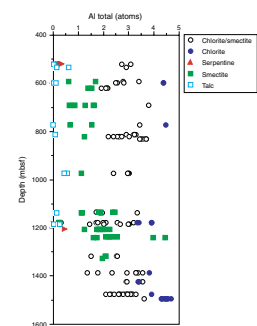 Al total (atoms)
0 1 2 3 4 5
400
600
800
1000
1200
1400
1600
Depth (mbsf)
Chlorite/smectite
Chlorite
Serpentine
Smectite
Talc